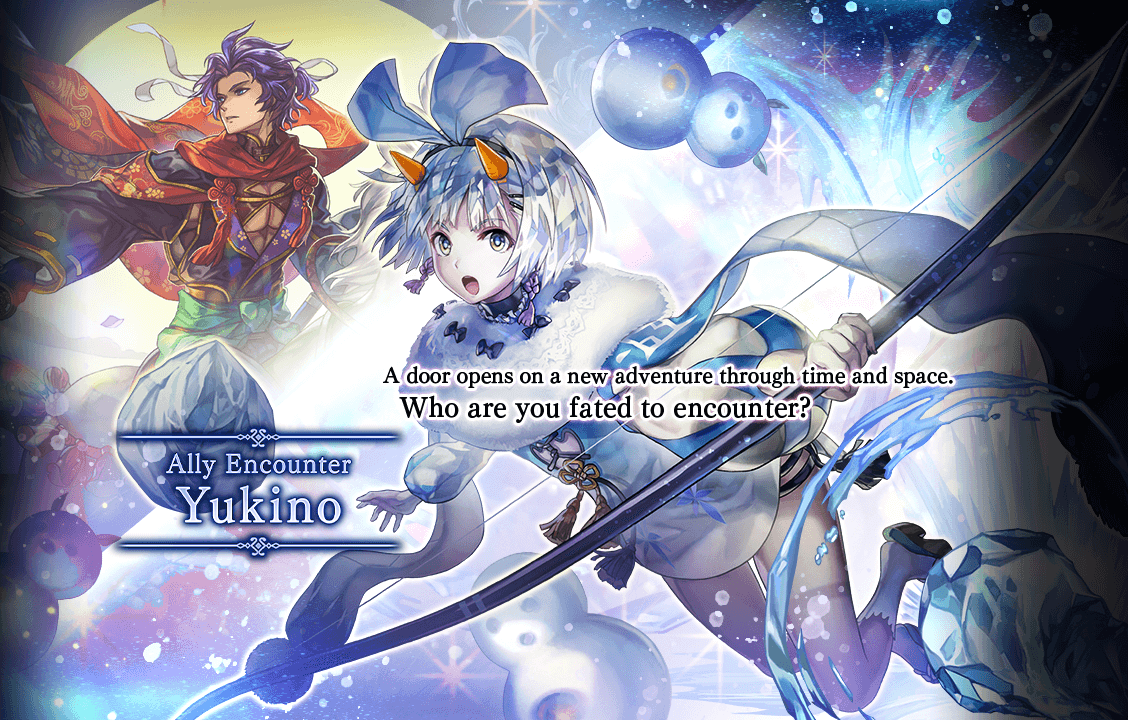 A door opens on a new adventure through time and space.
Who are you fated to encounter?
Ally Encounter
Yukino